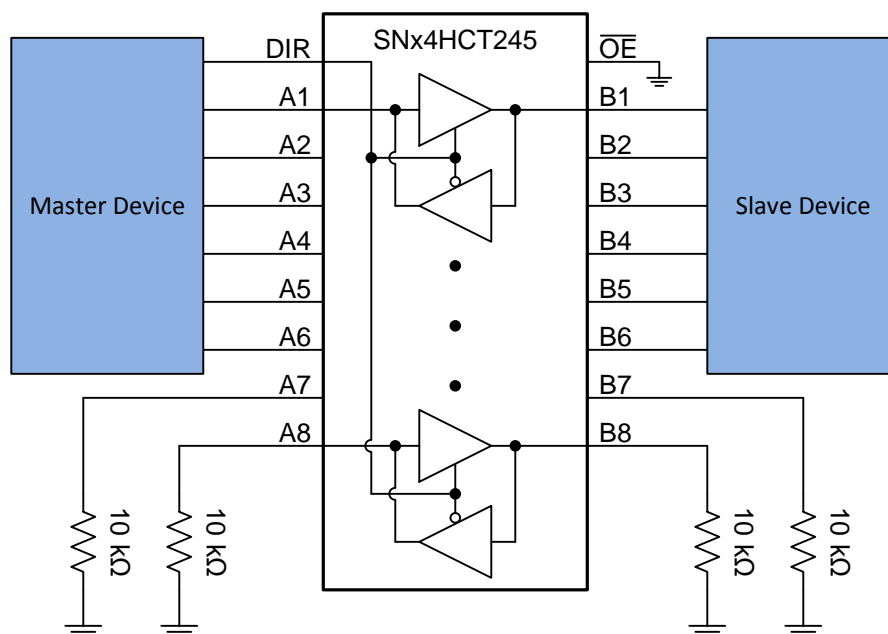 SNx4HCT245
DIR
A1
A2
A3
A4
A5
A6
A7
A8
OE
B1
B2
B3
B4
B5
B6
B7
B8
Master Device
Slave Device
10 kΩ
10 kΩ
10 kΩ
10 kΩ